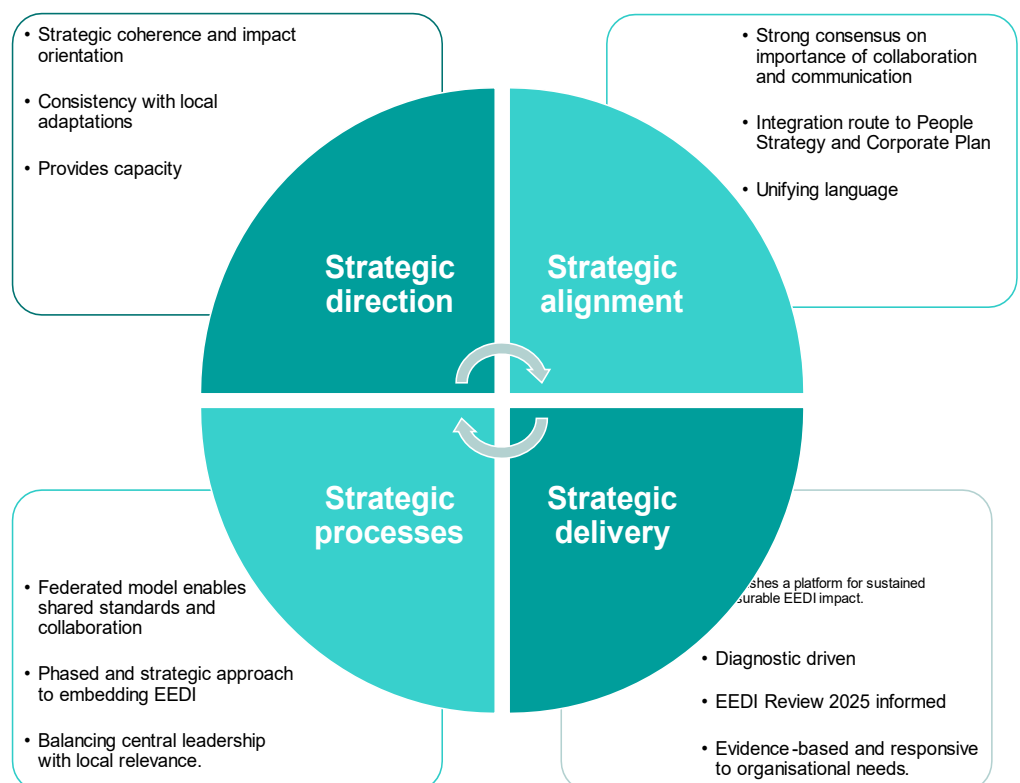 • Strategic coherence and impact
orientation
• Consistency with local
adaptations
• Provides capacity
• Strong consensus on
importance of collaboration
and communication
• Integration route to People
Strategy and Corporate Plan
• Unifying language
Strategic
direction
Strategic
alignment
Strategic
processes
Strategic
delivery
• Federated model enables
shared standards and
collaboration
• Phased and strategic approach
to embedding EEDI
• Balancing central leadership
with local relevance.
a platform for sustained
EEDI impact.
• Diagnostic driven
• EEDI Review 2025 informed
• Evidence-based and responsive
to organisational needs.